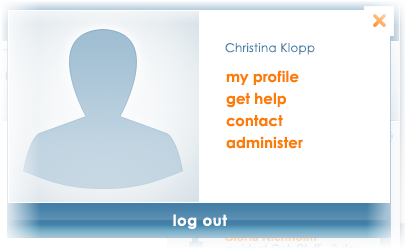 Christina Klopp
my profile
get help
contact
administer
log out